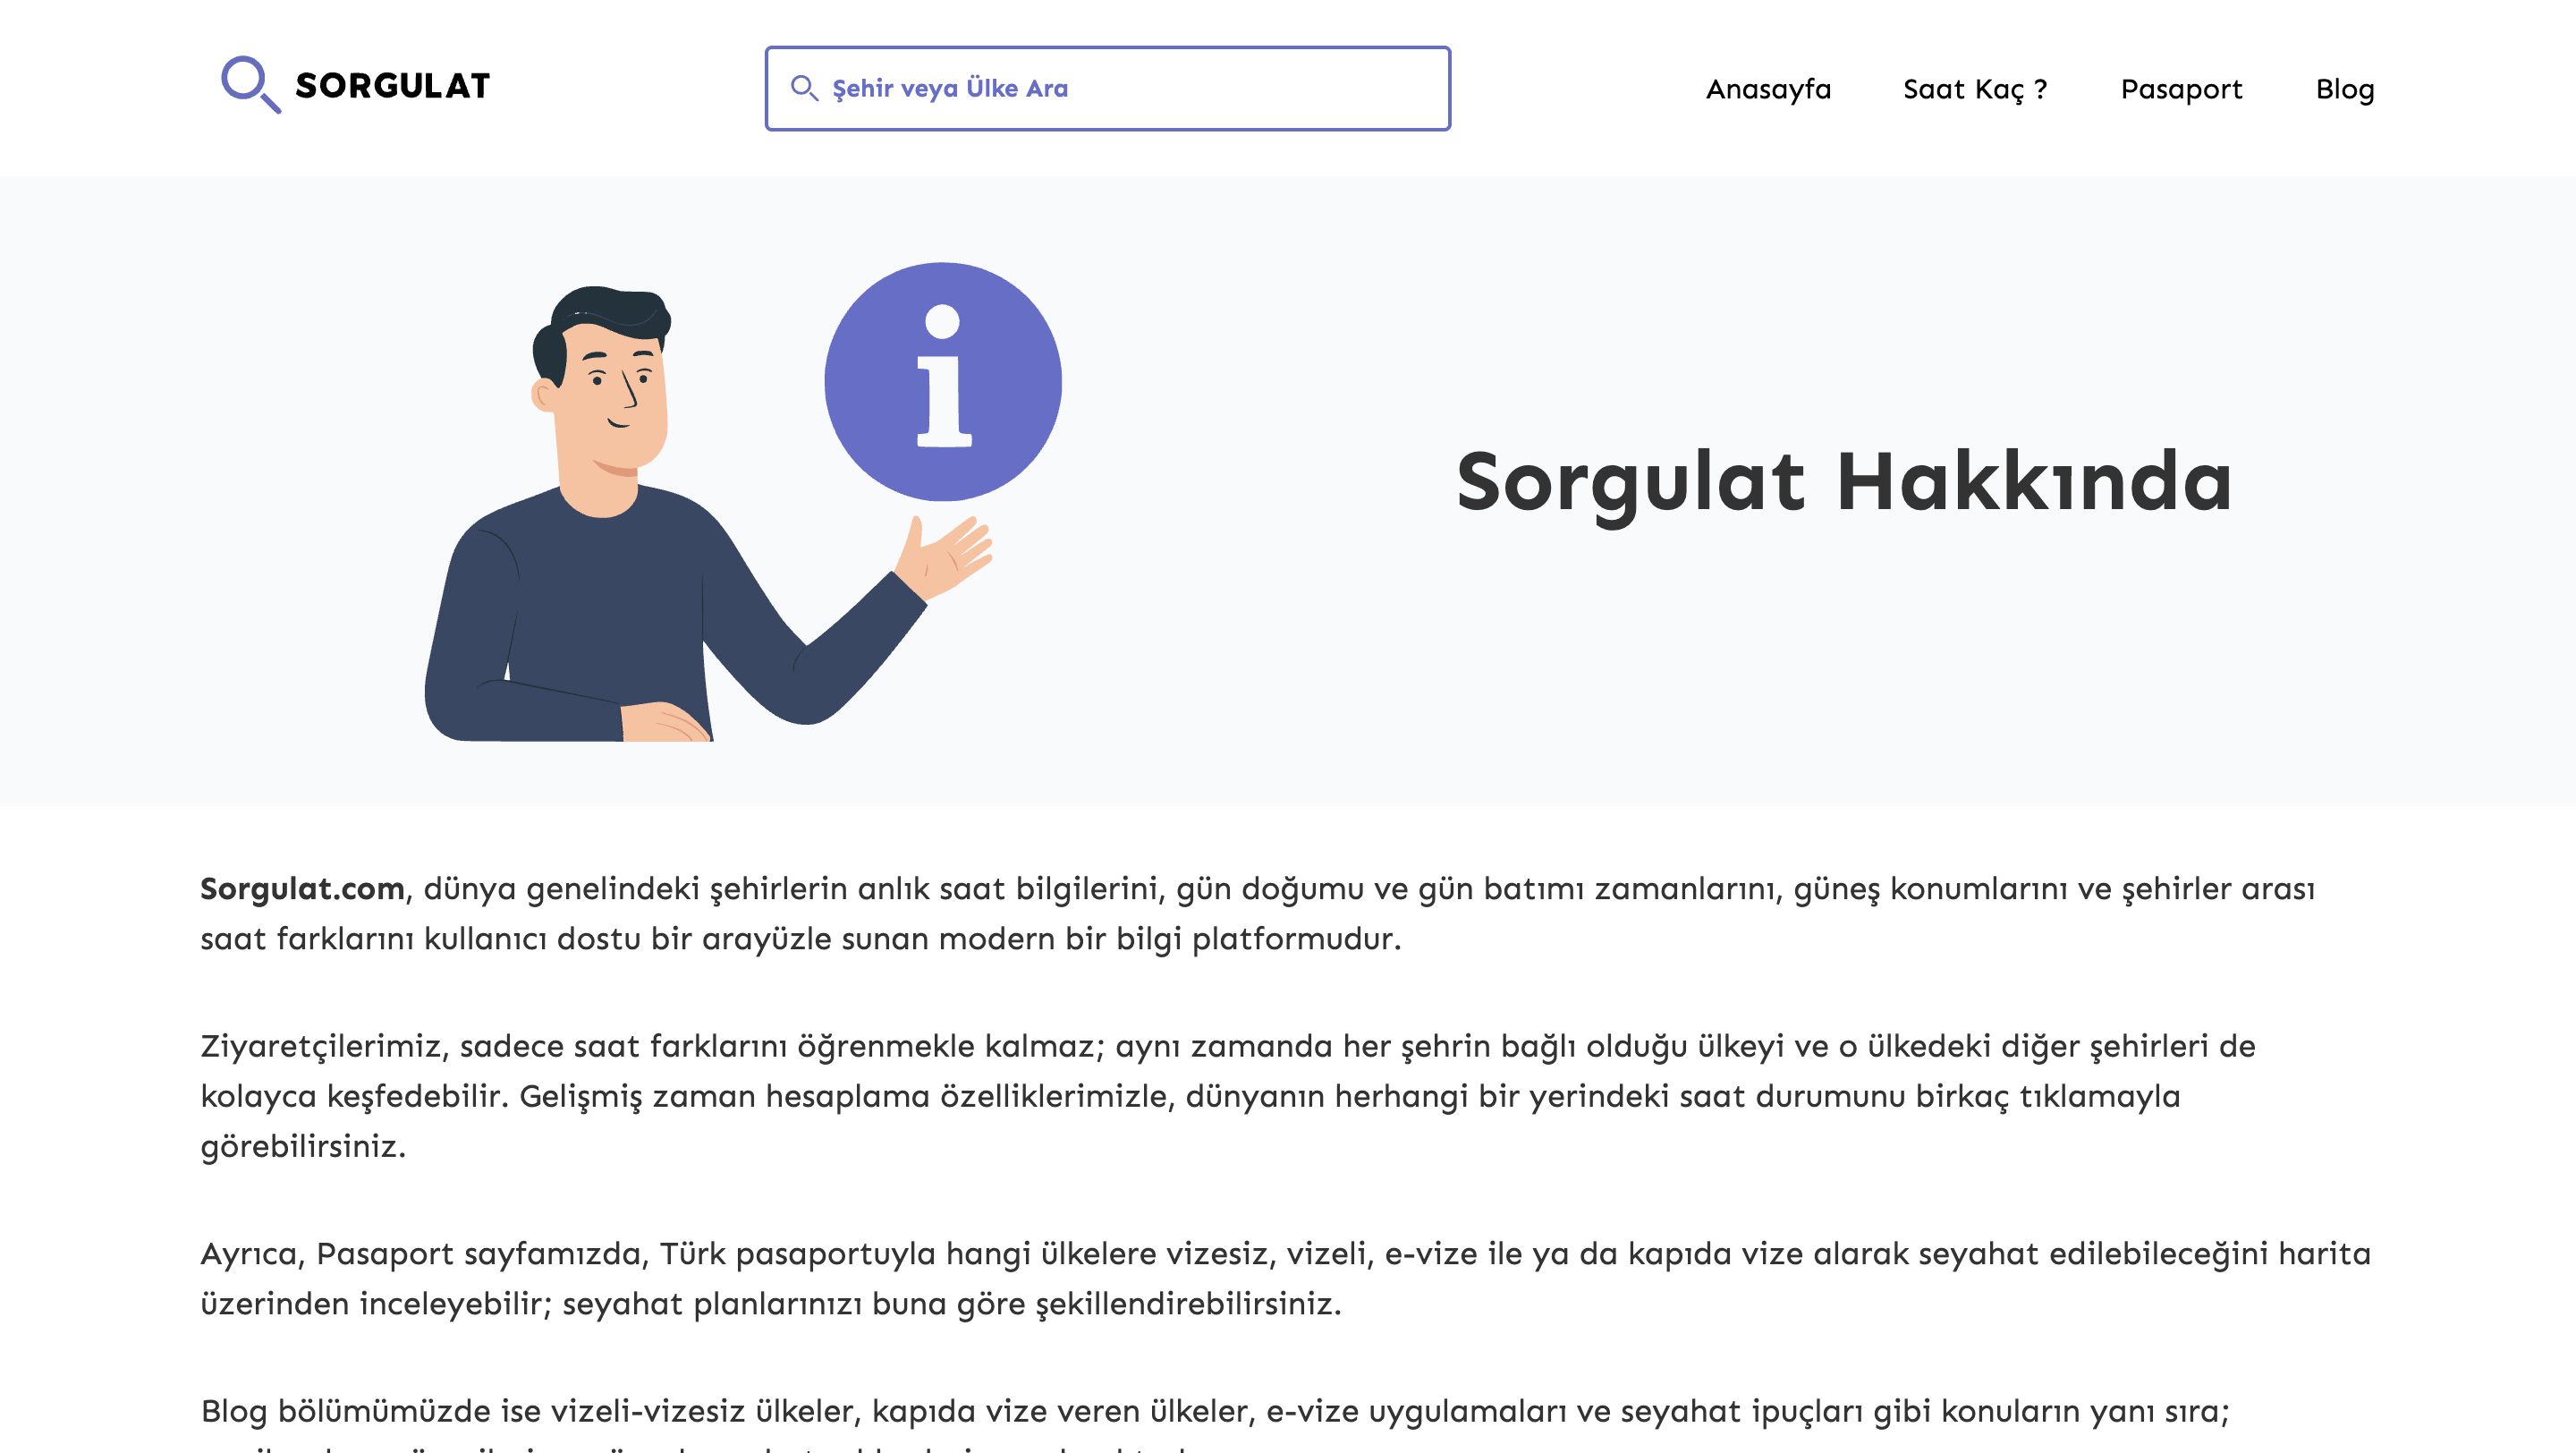 SORGULAT
Şehir veya Ülke Ara
Anasayfa
Saat Kaç ?
Pasaport
Blog
Sorgulat Hakkında
Sorgulat.com, dünya genelindeki şehirlerin anlık saat bilgilerini, gün doğumu ve gün batımı zamanlarını, güneş konumlarını ve şehirler arası
saat farklarını kullanıcı dostu bir arayüzle sunan modern bir bilgi platformudur.
Ziyaretçilerimiz, sadece saat farklarını öğrenmekle kalmaz; aynı zamanda her şehrin bağlı olduğu ülkeyi ve o ülkedeki diğer şehirleri de
kolayca keşfedebilir. Gelişmiş zaman hesaplama özelliklerimizle, dünyanın herhangi bir yerindeki saat durumunu birkaç tıklamayla
görebilirsiniz.
Ayrıca, Pasaport sayfamızda, Türk pasaportuyla hangi ülkelere vizesiz, vizeli, e-vize ile ya da kapıda vize alarak seyahat edilebileceğini harita
üzerinden inceleyebilir; seyahat planlarınızı buna göre şekillendirebilirsiniz.
Blog bölümümüzde ise vizeli-vizesiz ülkeler, kapıda vize veren ülkeler, e-vize uygulamaları ve seyahat ipuçları gibi konuların yanı sıra;